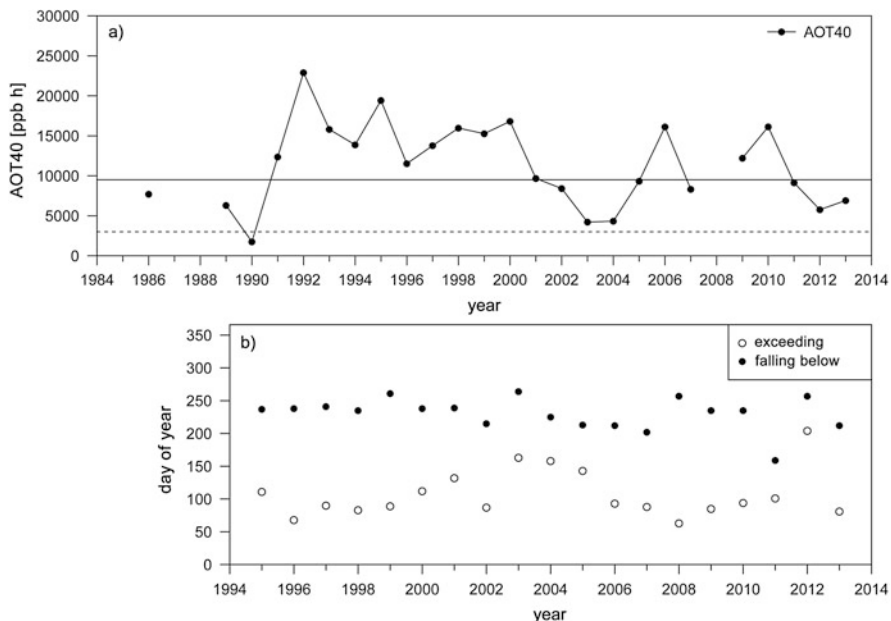 a)
AOT40
30000
25000
20000
15000
10000
5000
0
AOT40 [ppb h]
1984 1986 1988 1990 1992 1994 1996 1998 2000 2002 2004 2006 2008 2010 2012 2014
year
b)
exceeding
falling below
350
300
250
200
150
100
50
0
day of year
1994 1996 1998 2000 2002 2004 2006 2008 2010 2012 2014
year